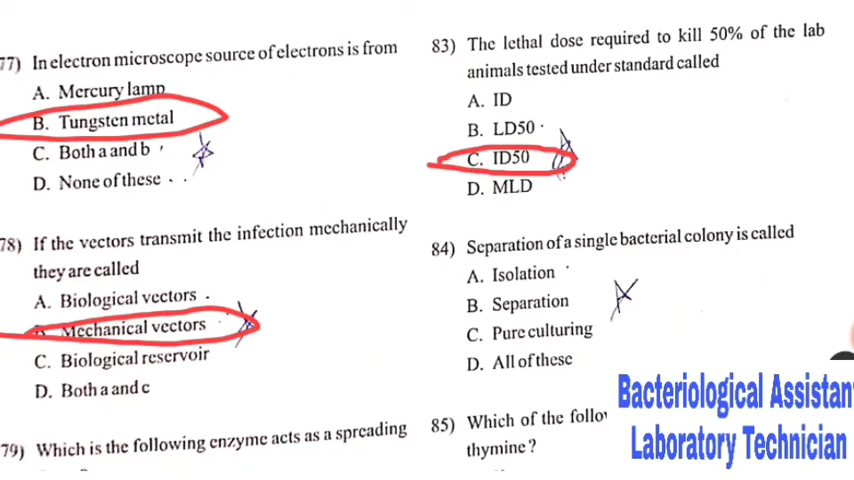 77) In electron microscope source of electrons is from
A. Mercury lamp
B. Tungsten metal
C. Both a and b
D. None of these
78) If the vectors transmit the infection mechanically
they are called
A. Biological vectors
Mechanical vectors
C. Biological reservoir
D. Both a and c
79) Which is the following enzyme acts as a spreading
83) The lethal dose required to kill 50% of the lab
animals tested under standard called
A. ID
B. LD50
C. ID50
D. MLD
84) Separation of a single bacterial colony is called
A. Isolation
B. Separation
C. Pure culturing
D. All of these
85) Which of the follo
thymine?
Bacteriological Assistan
Laboratory Technician